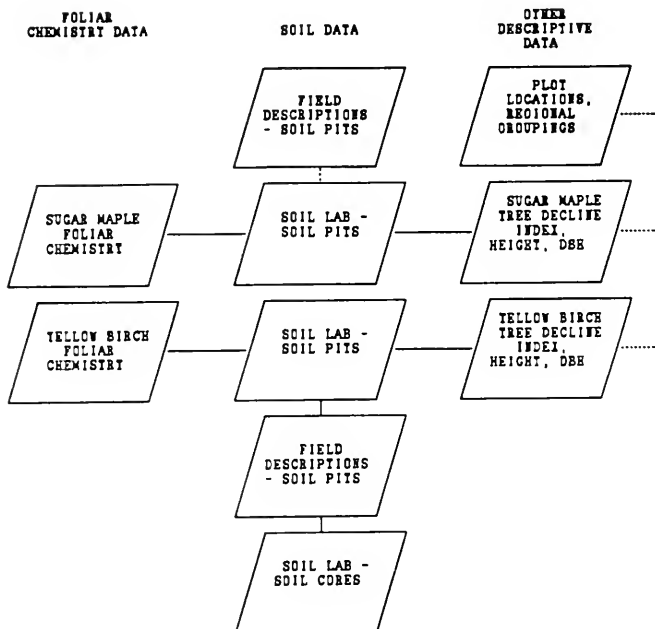 FOLIAR
CHEMISTRY DATA
SOIL DATA
OTHER
DESCRIPTIVE
DATA
FIELD
DESCRIPTIONS
- SOIL PITS
PLOT
LOCATIONS,
REGIONAL
GROUPINGS
SUGAR MAPLE
FOLIAR
CHEMISTRY
SOIL LAB -
SOIL PITS
SUGAR MAPLE
TREE DECLINE
INDEX,
HEIGHT, DBH
YELLOW BIRCH
FOLIAR
CHEMISTRY
SOIL LAB -
SOIL PITS
YELLOW BIRCH
TREE DECLINE
INDEX,
HEIGHT, DBH
FIELD
DESCRIPTIONS
- SOIL PITS
SOIL LAB -
SOIL CORES